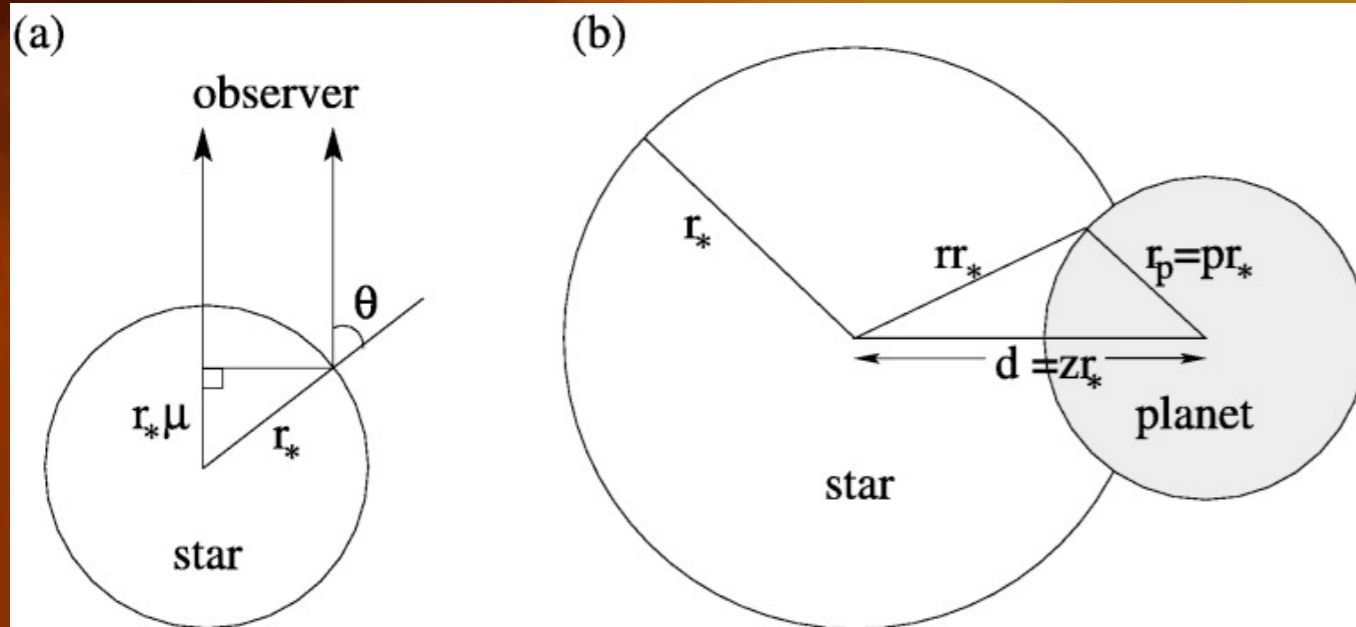 (a)
observer
θ
r*μ
r*
star
(b)
r*
rr*
rp=pr*
d =zr*
planet
star